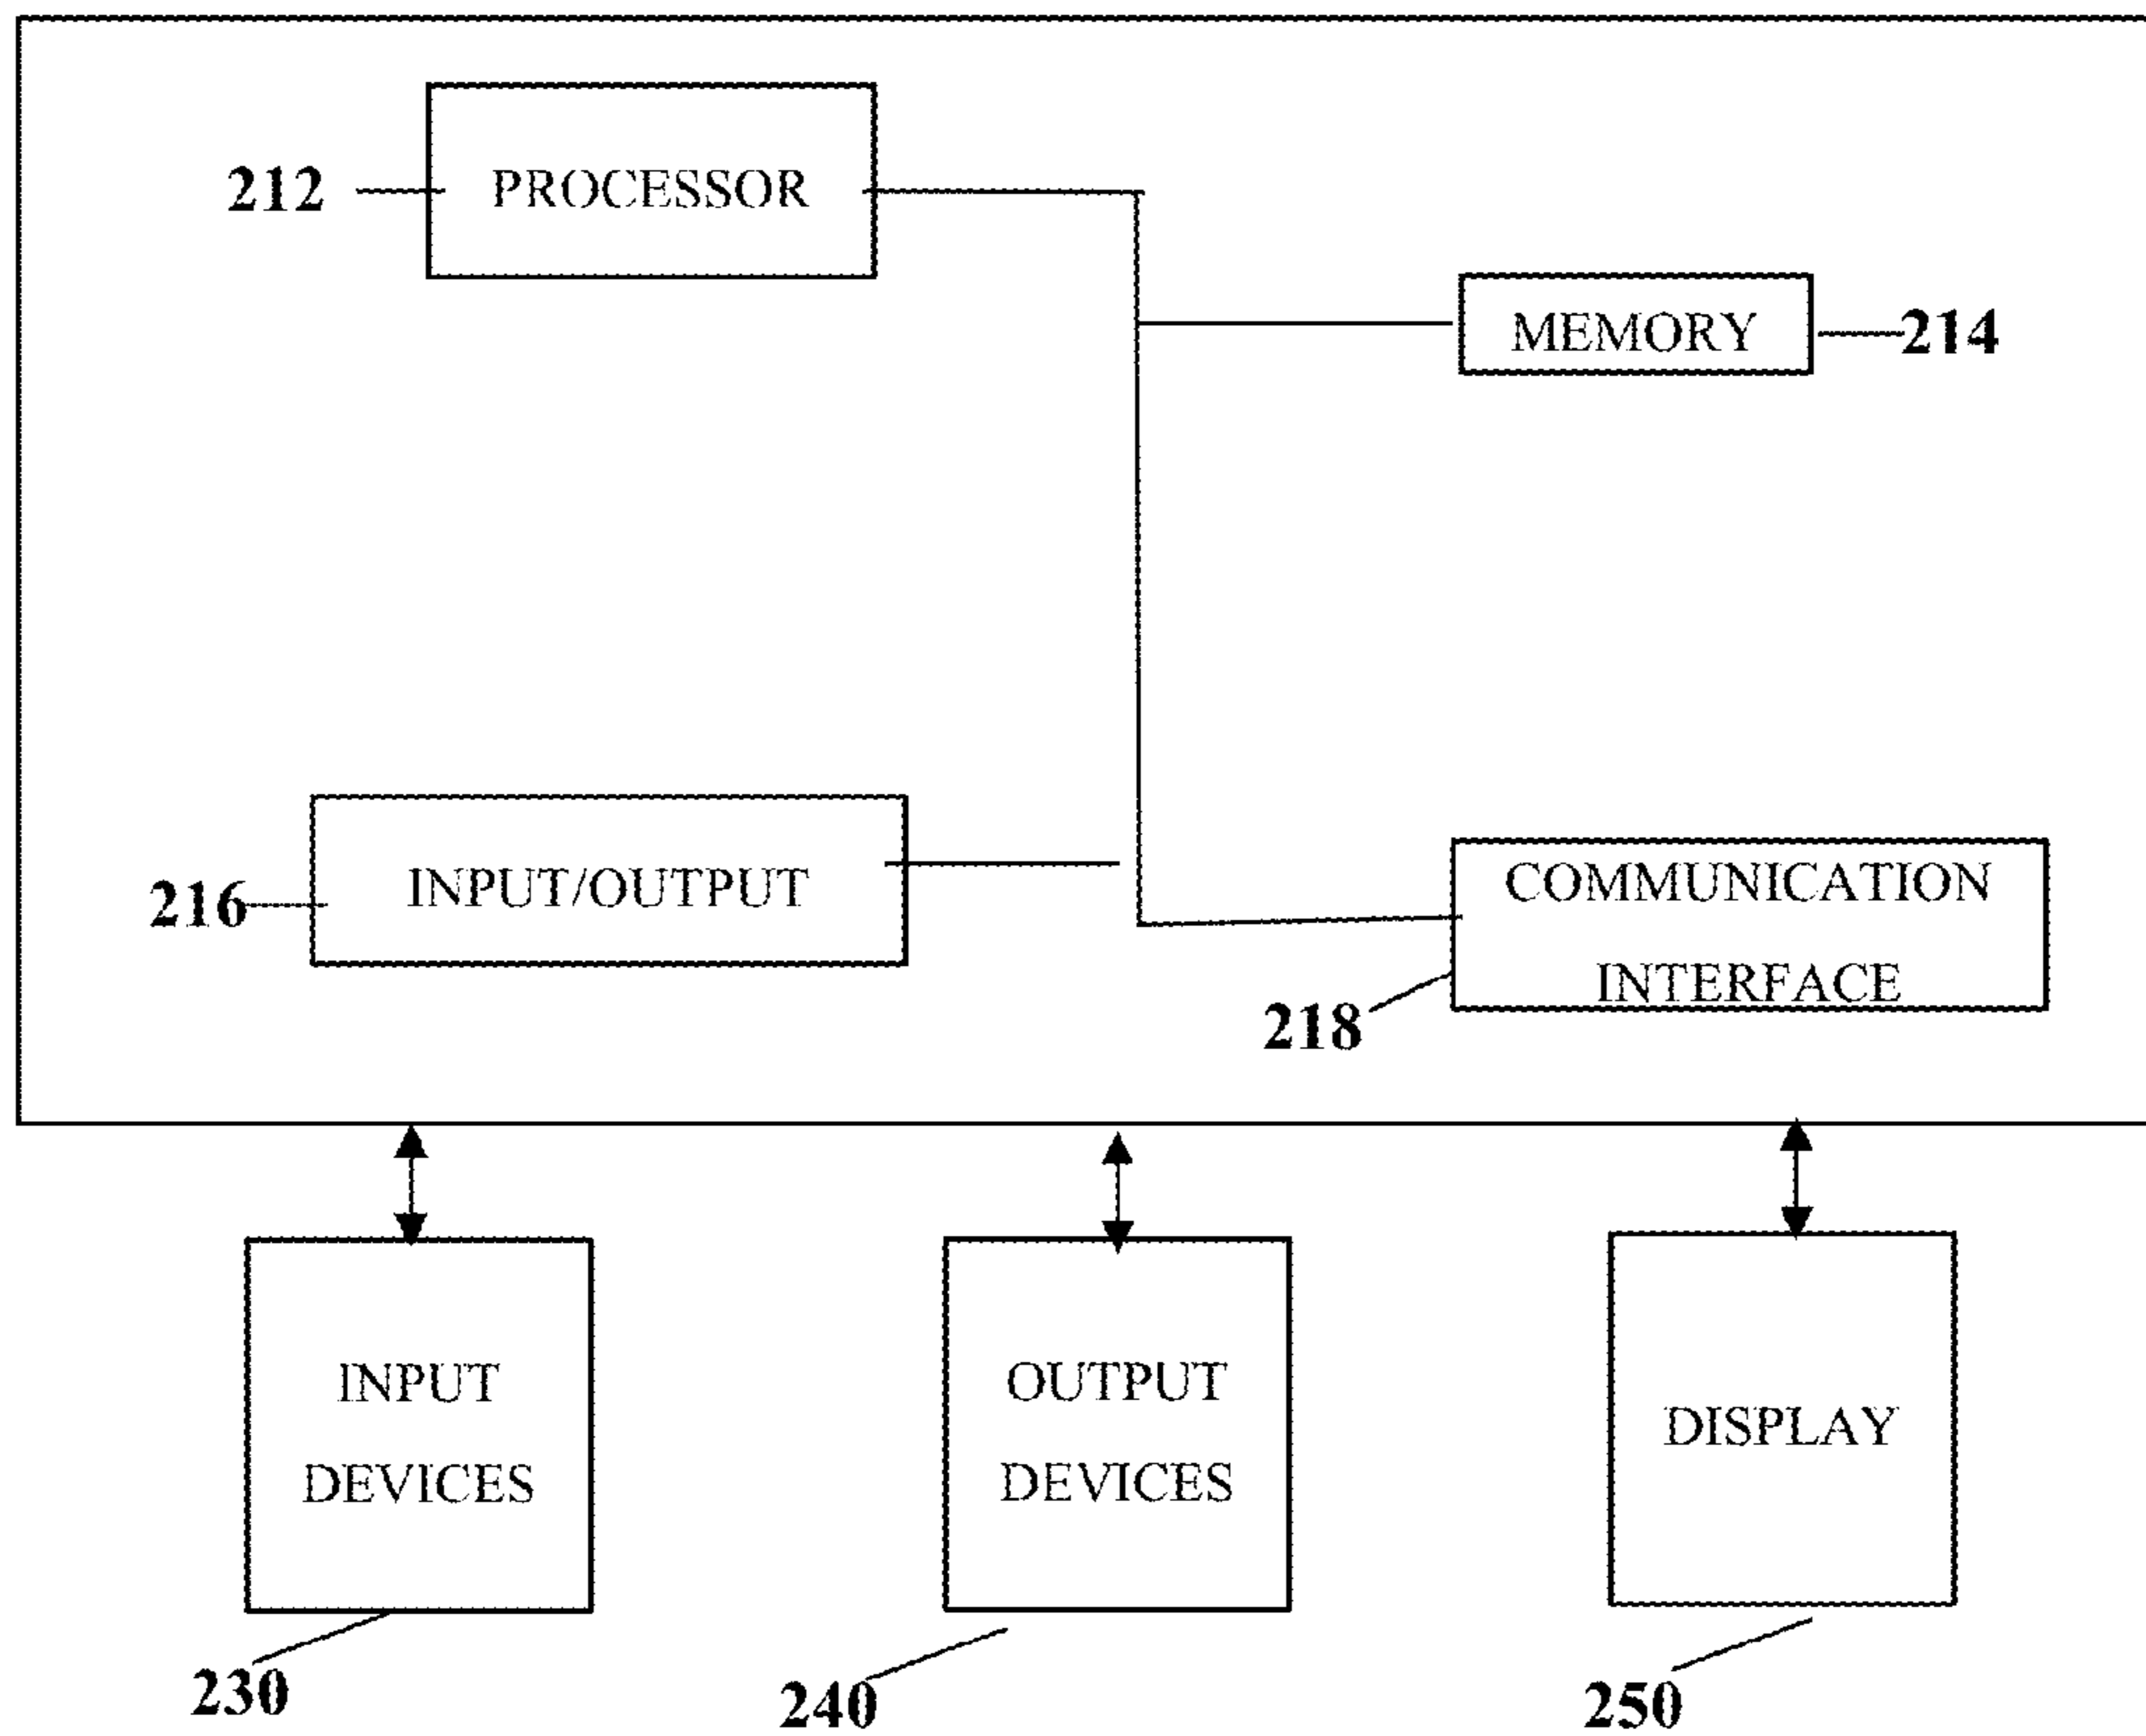 212 PROCESSOR
MEMORY 214
216 INPUT/OUTPUT
COMMUNICATION
INTERFACE
218
INPUT
DEVICES
OUTPUT
DEVICES
DISPLAY
230
240
250